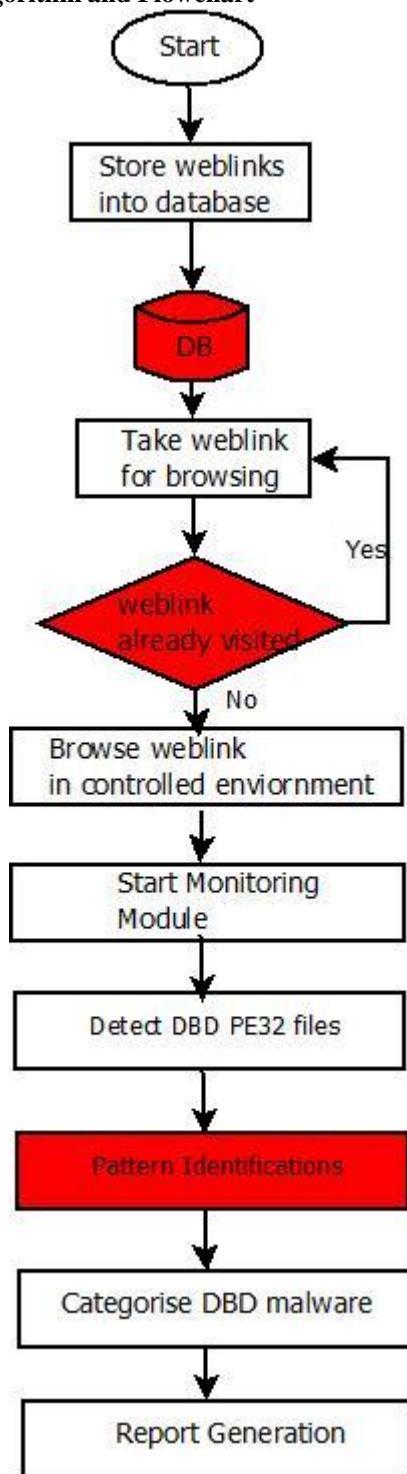 Algorithm and Flowchart
Start
Store weblinks
into database
DB
Take weblink
for browsing
Yes
weblink
already visited
No
Browse weblink
in controlled enviornment
Start Monitoring
Module
Detect DBD PE32 files
Pattern Identifications
Categorise DBD malware
Report Generation